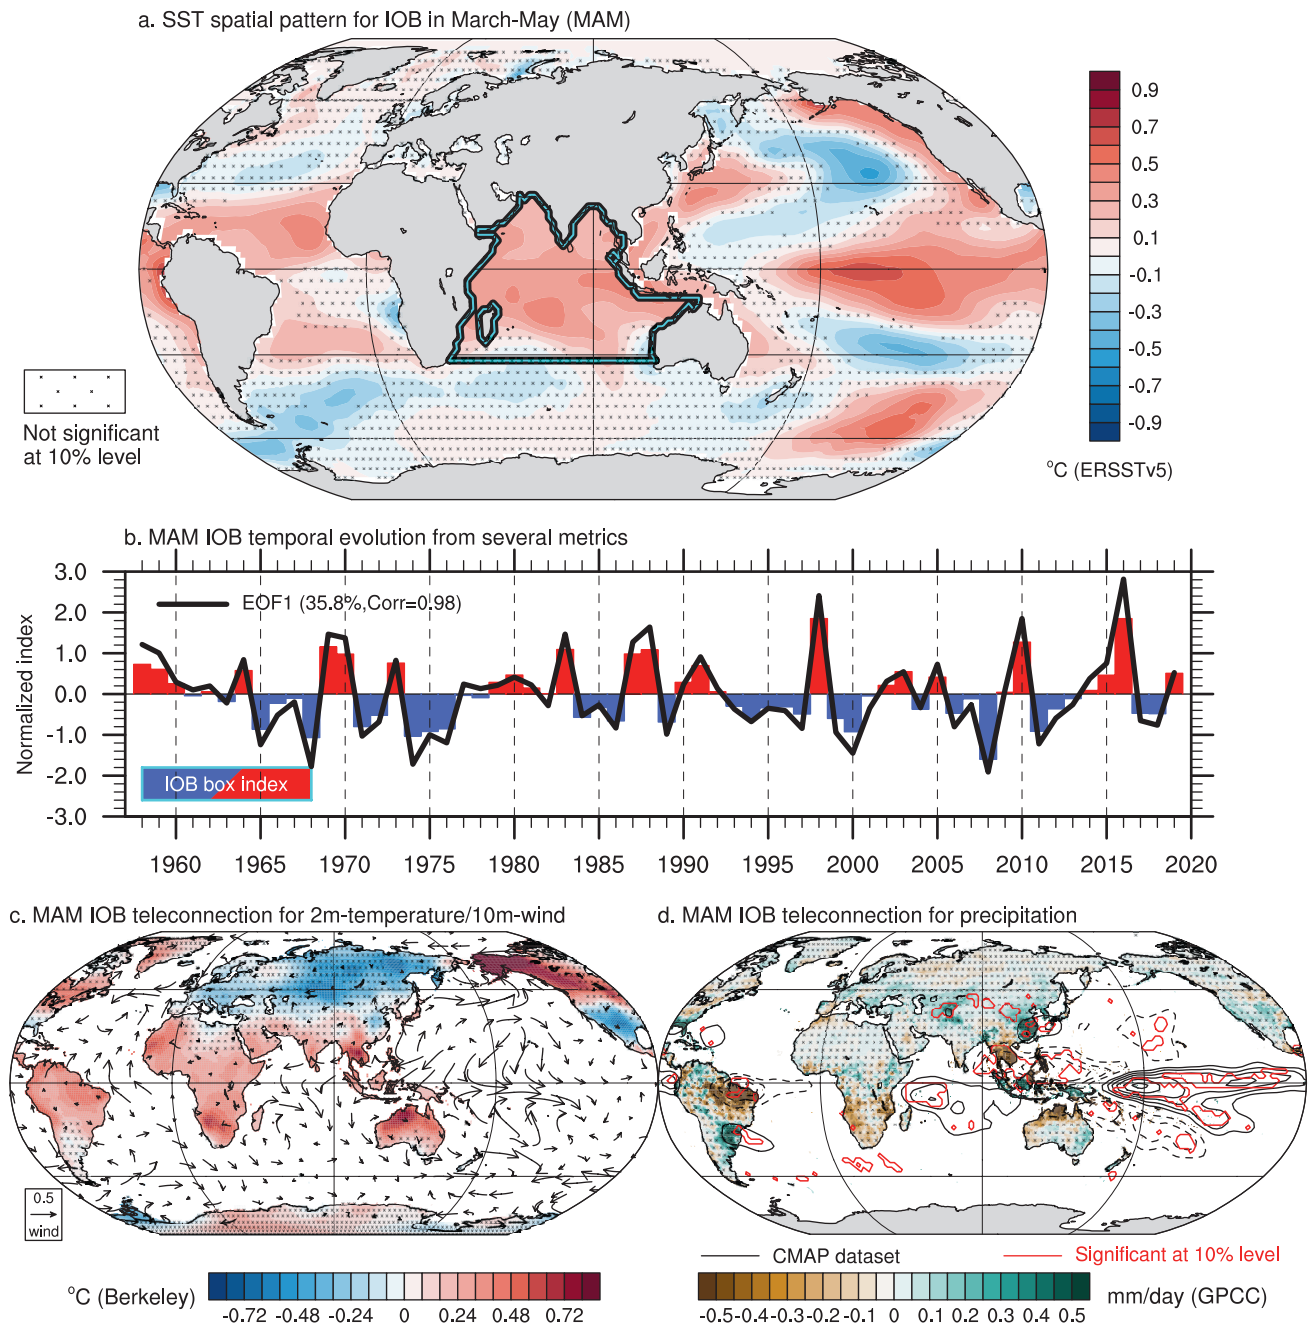 a. SST spatial pattern for IOB in March-May (MAM)
0.9
0.7
0.5
0.3
0.1
-0.1
-0.3
-0.5
-0.7
-0.9
°C (ERSSTv5)
Not significant
at 10% level
b. MAM IOB temporal evolution from several metrics
Normalized index
3.0
2.0
1.0
0.0
-1.0
-2.0
-3.0
EOF1 (35.8%,Corr=0.98)
IOB box index
1960 1965 1970 1975 1980 1985 1990 1995 2000 2005 2010 2015 2020
c. MAM IOB teleconnection for 2m-temperature/10m-wind
0.5
wind
°C (Berkeley)
-0.72 -0.48 -0.24 0 0.24 0.48 0.72
d. MAM IOB teleconnection for precipitation
CMAP dataset
Significant at 10% level
-0.5-0.4-0.3-0.2-0.1 0 0.1 0.2 0.3 0.4 0.5
mm/day (GPCC)